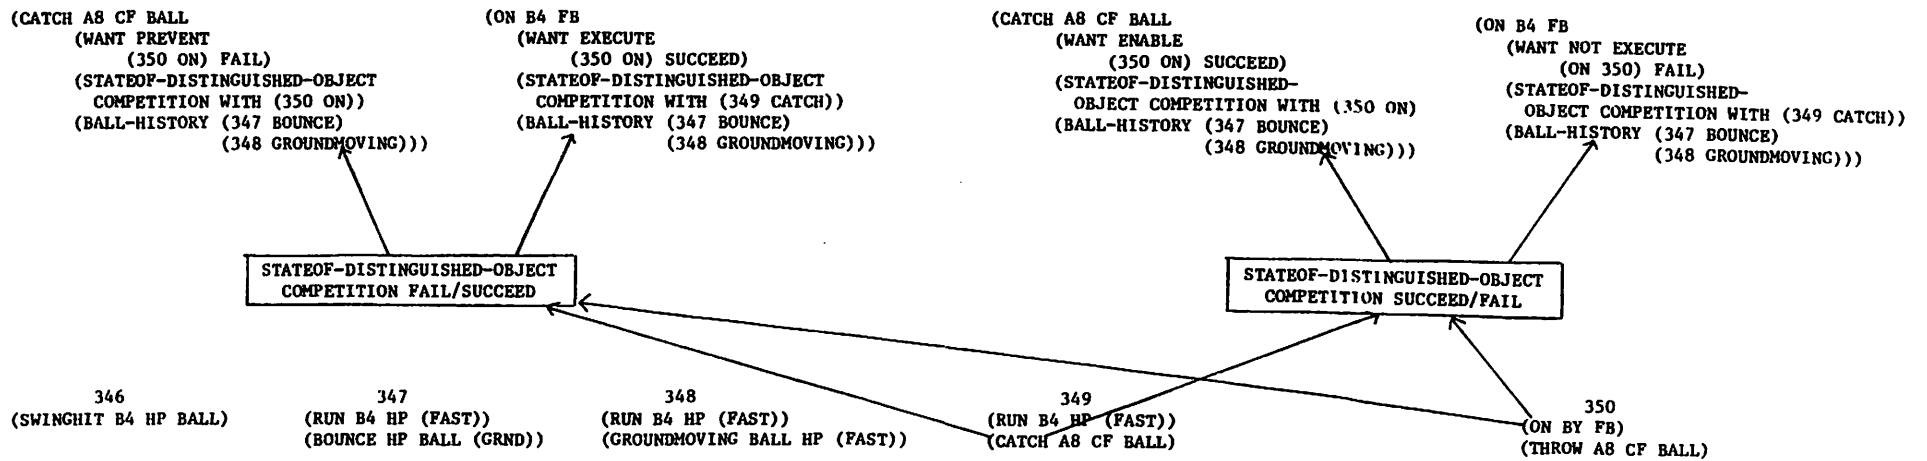 (CATCH A8 CF BALL
(WANT PREVENT
(350 ON) FAIL)
(STATEOF-DISTINGUISHED-OBJECT
COMPETITION WITH (350 ON))
(BALL-HISTORY (347 BOUNCE)
(348 GROUNDMOVING)))
(ON B4 FB
(WANT EXECUTE
(350 ON) SUCCEED)
(STATEOF-DISTINGUISHED-OBJECT
COMPETITION WITH (349 CATCH))
(BALL-HISTORY (347 BOUNCE)
(348 GROUNDMOVING)))
(CATCH A8 CF BALL
(WANT ENABLE
(350 ON) SUCCEED)
(STATEOF-DISTINGUISHED-
OBJECT COMPETITION WITH (350 ON)
(BALL-HISTORY (347 BOUNCE)
(348 GROUNDMOVING)))
(ON B4 FB
(WANT NOT EXECUTE
(ON 350) FAIL)
(STATEOF-DISTINGUISHED-
OBJECT COMPETITION WITH (349 CATCH))
(BALL-HISTORY (347 BOUNCE)
(348 GROUNDMOVING)))
STATEOF-DISTINGUISHED-OBJECT
COMPETITION FAIL/SUCCEED
STATEOF-DISTINGUISHED-OBJECT
COMPETITION SUCCEED/FAIL
346
(SWINGHIT B4 HP BALL)
347
(RUN B4 HP (FAST))
(BOUNCE HP BALL (GRND))
348
(RUN B4 HP (FAST))
(GROUNDMOVING BALL HP (FAST))
349
(RUN B4 HP (FAST))
(CATCH A8 CF BALL)
350
(ON BY FB)
(THROW A8 CF BALL)